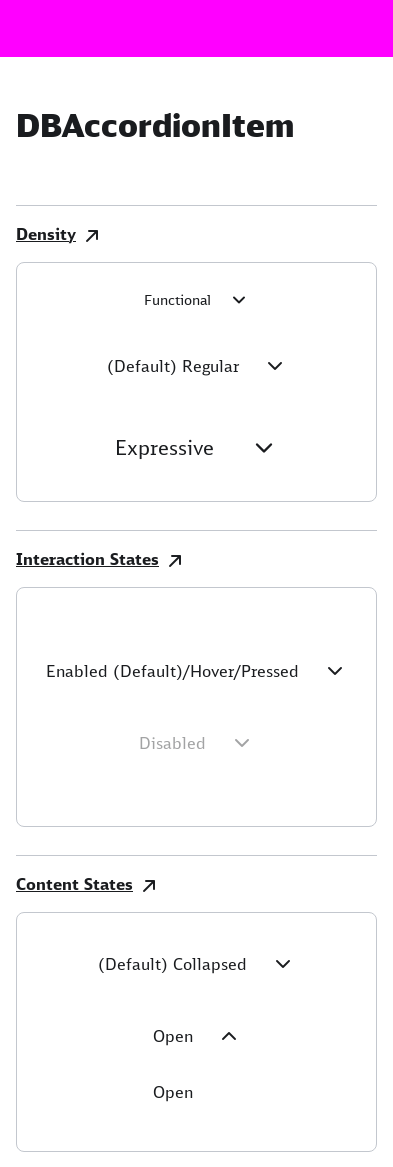 DBAccordionItem
Density
Functional
(Default) Regular
Expressive
Interaction States
Enabled (Default)/Hover/Pressed
Disabled
Content States
(Default) Collapsed
Open
Open